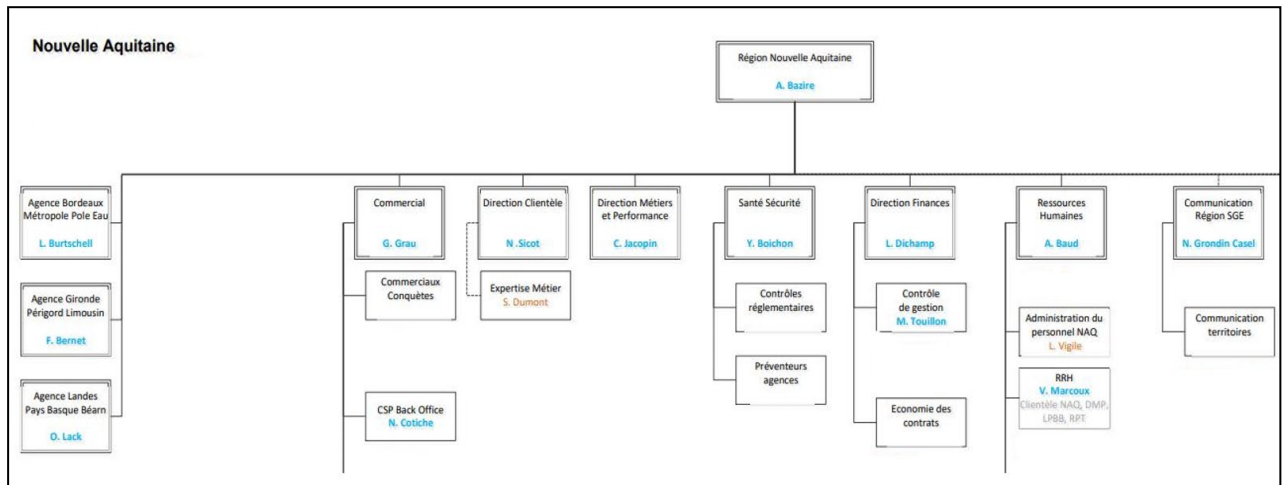 Nouvelle Aquitaine
Région Nouvelle Aquitaine
A. Bazire
Agence Bordeaux
Métropole Pole Eau
L. Burtschell
Agence Gironde
Périgord Limousin
F. Bernet
Agence Landes
Pays Basque Béarn
O. Lack
Commercial
G. Grau
Commerciaux
Conquètes
CSP Back Office
N. Cotiche
Direction Clientèle
N .Sicot
Expertise Métier
S. Dumont
Direction Métiers
et Performance
C. Jacopin
Santé Sécurité
Y. Boichon
Contrôles
réglementaires
Préventeurs
agences
Direction Finances
L. Dichamp
Contrôle
de gestion
M. Touillon
Economie des
contrats
Ressources
Humaines
A. Baud
Administration du
personnel NAQ
L. Vigile
RRH
V. Marcoux
Clientèle NAQ, DMP,
LPBB, RPT
Communication
Région SGE
N. Grondin Casel
Communication
territoires